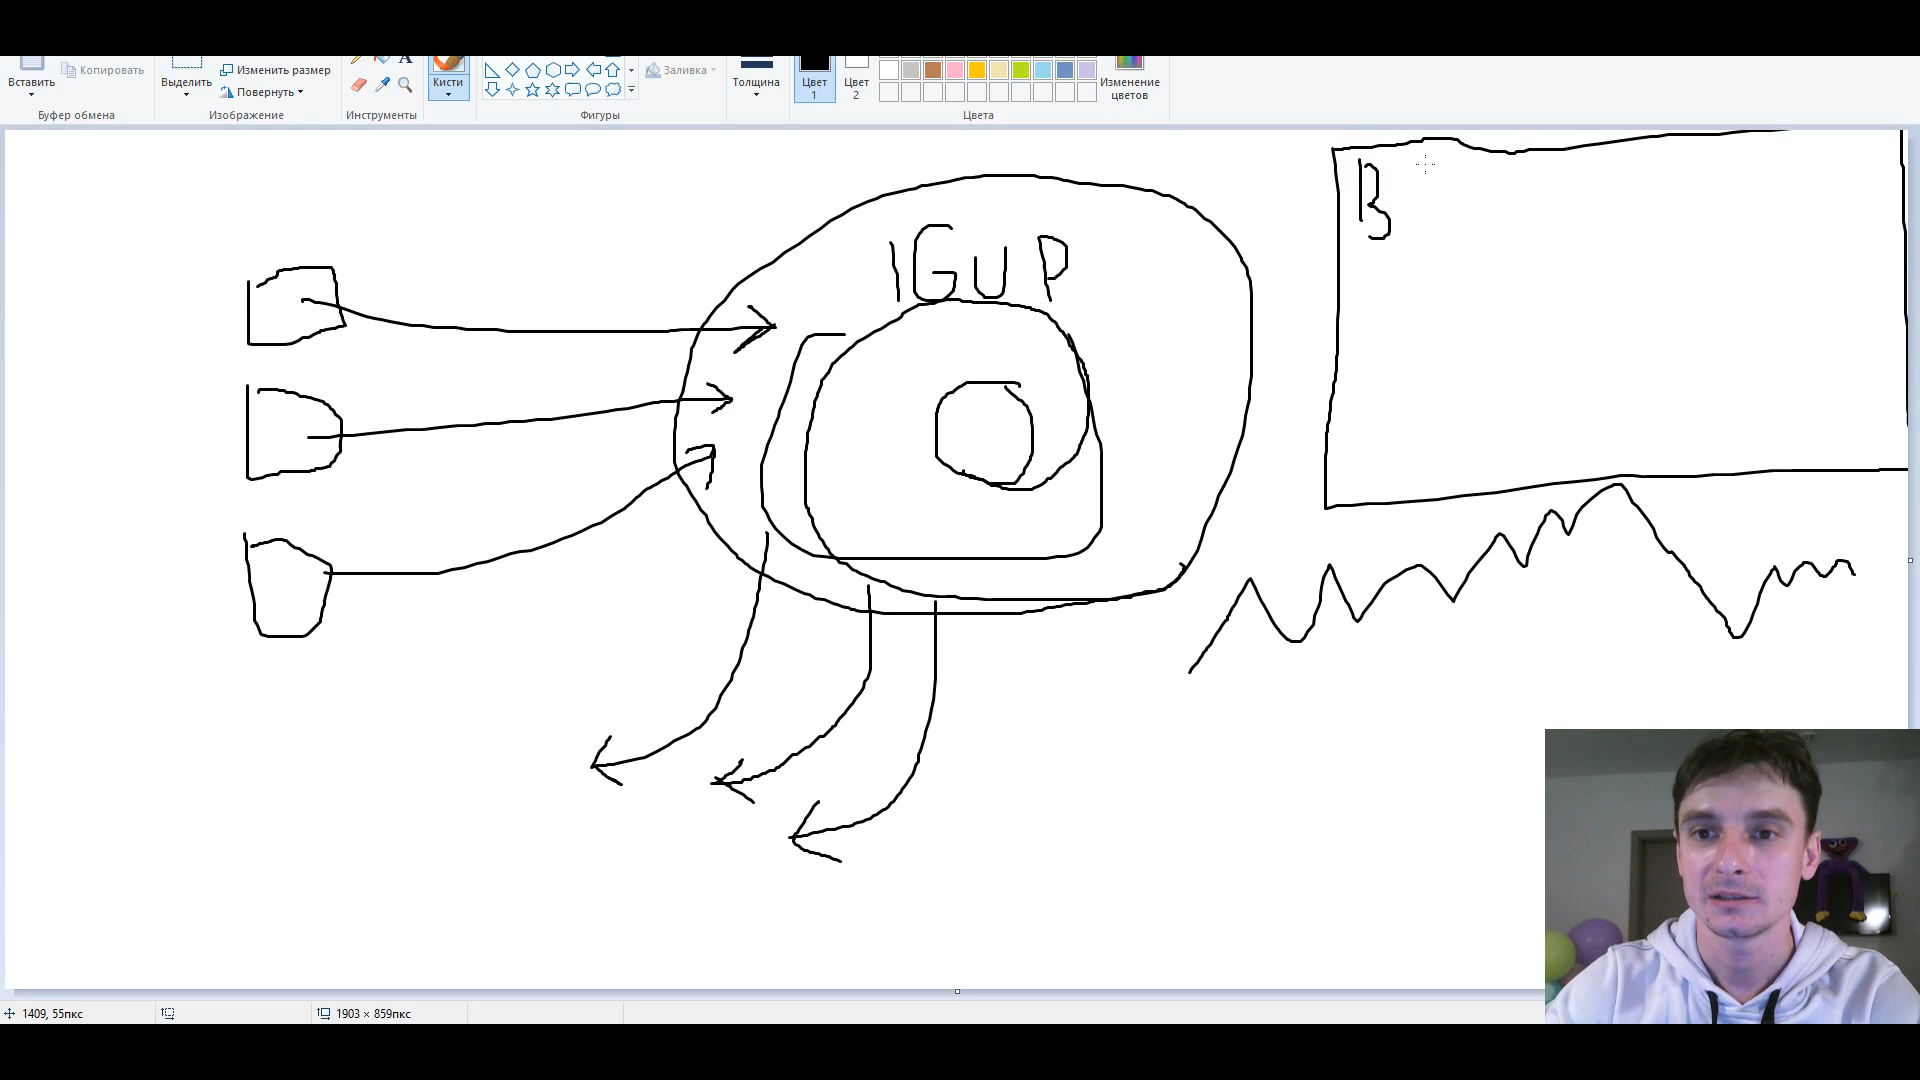 Вставить
Копировать
Буфер обмена
Выделить
Изменить размер
Повернуть
Изображение
A
Инструменты
Кисти
Фигуры
Заливка
Толщина
Цвет
1
Цвет
2
Изменение
цветов
Цвета
IGUP
B
1409, 55пкс
1903 × 859пкс